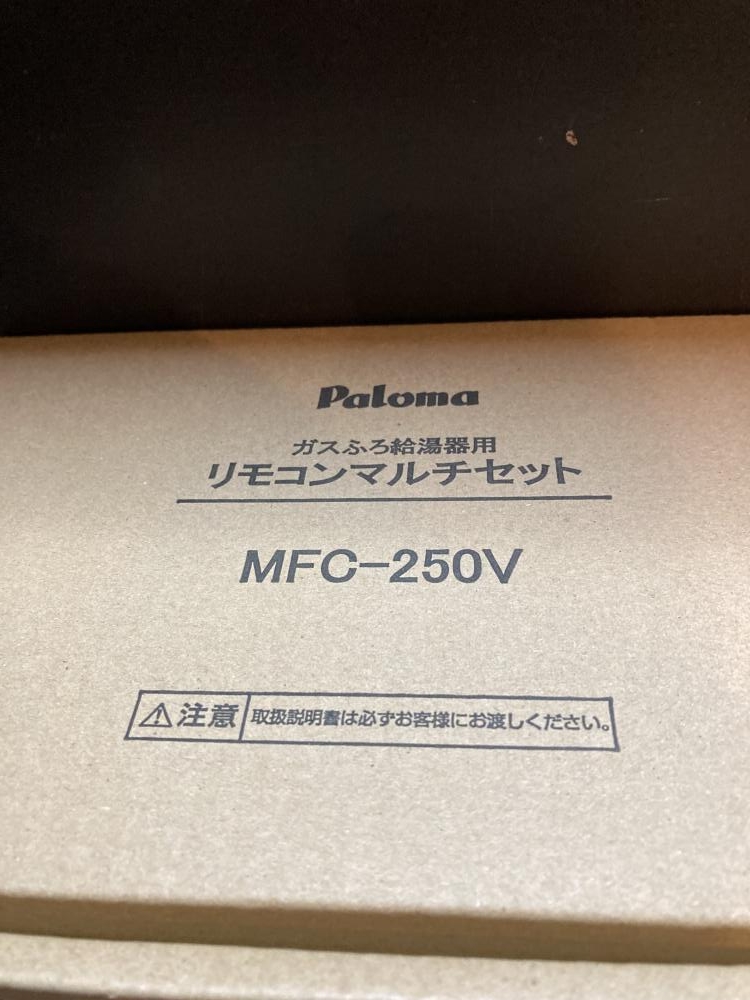 Paloma
ガスふろ給湯器用
リモコンマルチセット
MFC-250V
⚠注意 取扱説明書は必ずお客様にお渡しください。